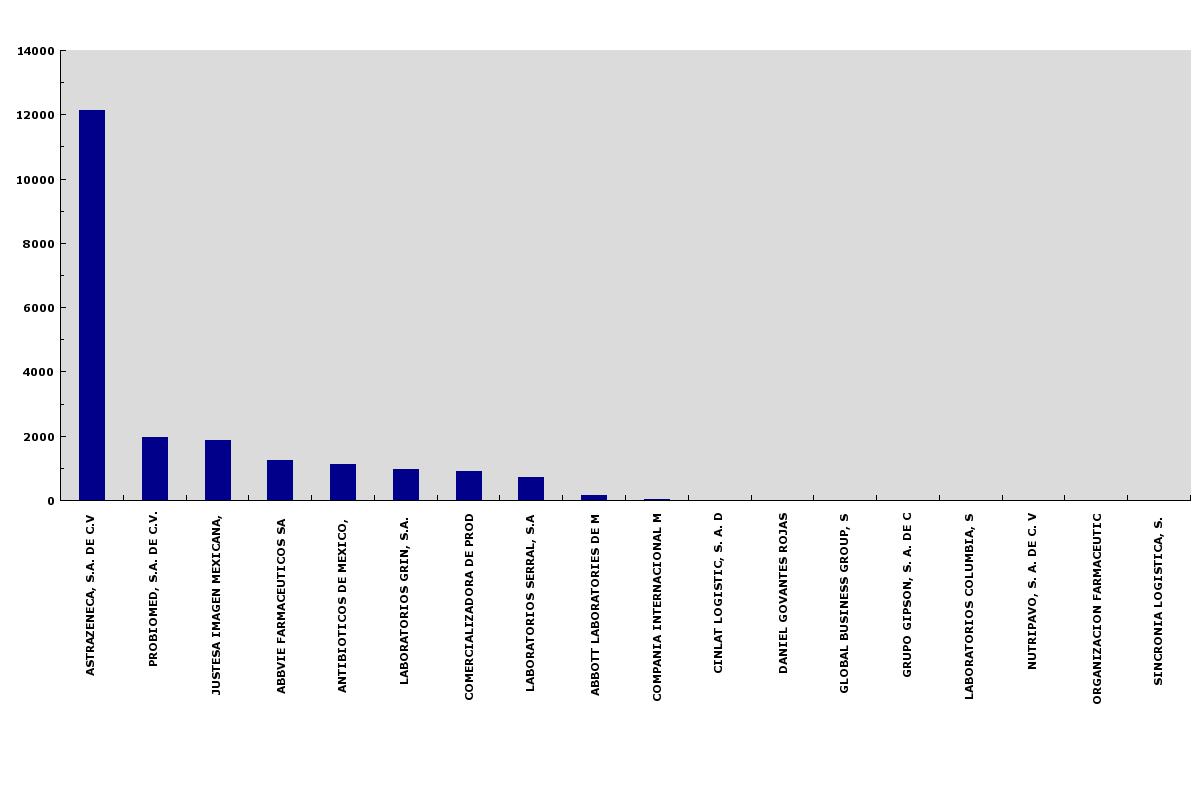 14000
12000
10000
8000
6000
4000
2000
0
ASTRAZENECA, S.A. DE C.V
PROBIOMED, S.A. DE C.V.
JUSTESA IMAGEN MEXICANA,
ABBVIE FARMACEUTICOS SA
ANTIBIOTICOS DE MEXICO,
LABORATORIOS GRIN, S.A.
COMERCIALIZADORA DE PROD
LABORATORIOS SERRAL, S.A
ABBOTT LABORATORIES DE M
COMPANIA INTERNACIONAL M
CINLAT LOGISTIC, S. A. D
DANIEL GOVANTES ROJAS
GLOBAL BUSINESS GROUP, S
GRUPO GIPSON, S. A. DE C
LABORATORIOS COLUMBIA, S
NUTRIPAVO, S. A. DE C. V
ORGANIZACION FARMACEUTIC
SINCRONIA LOGISTICA, S.